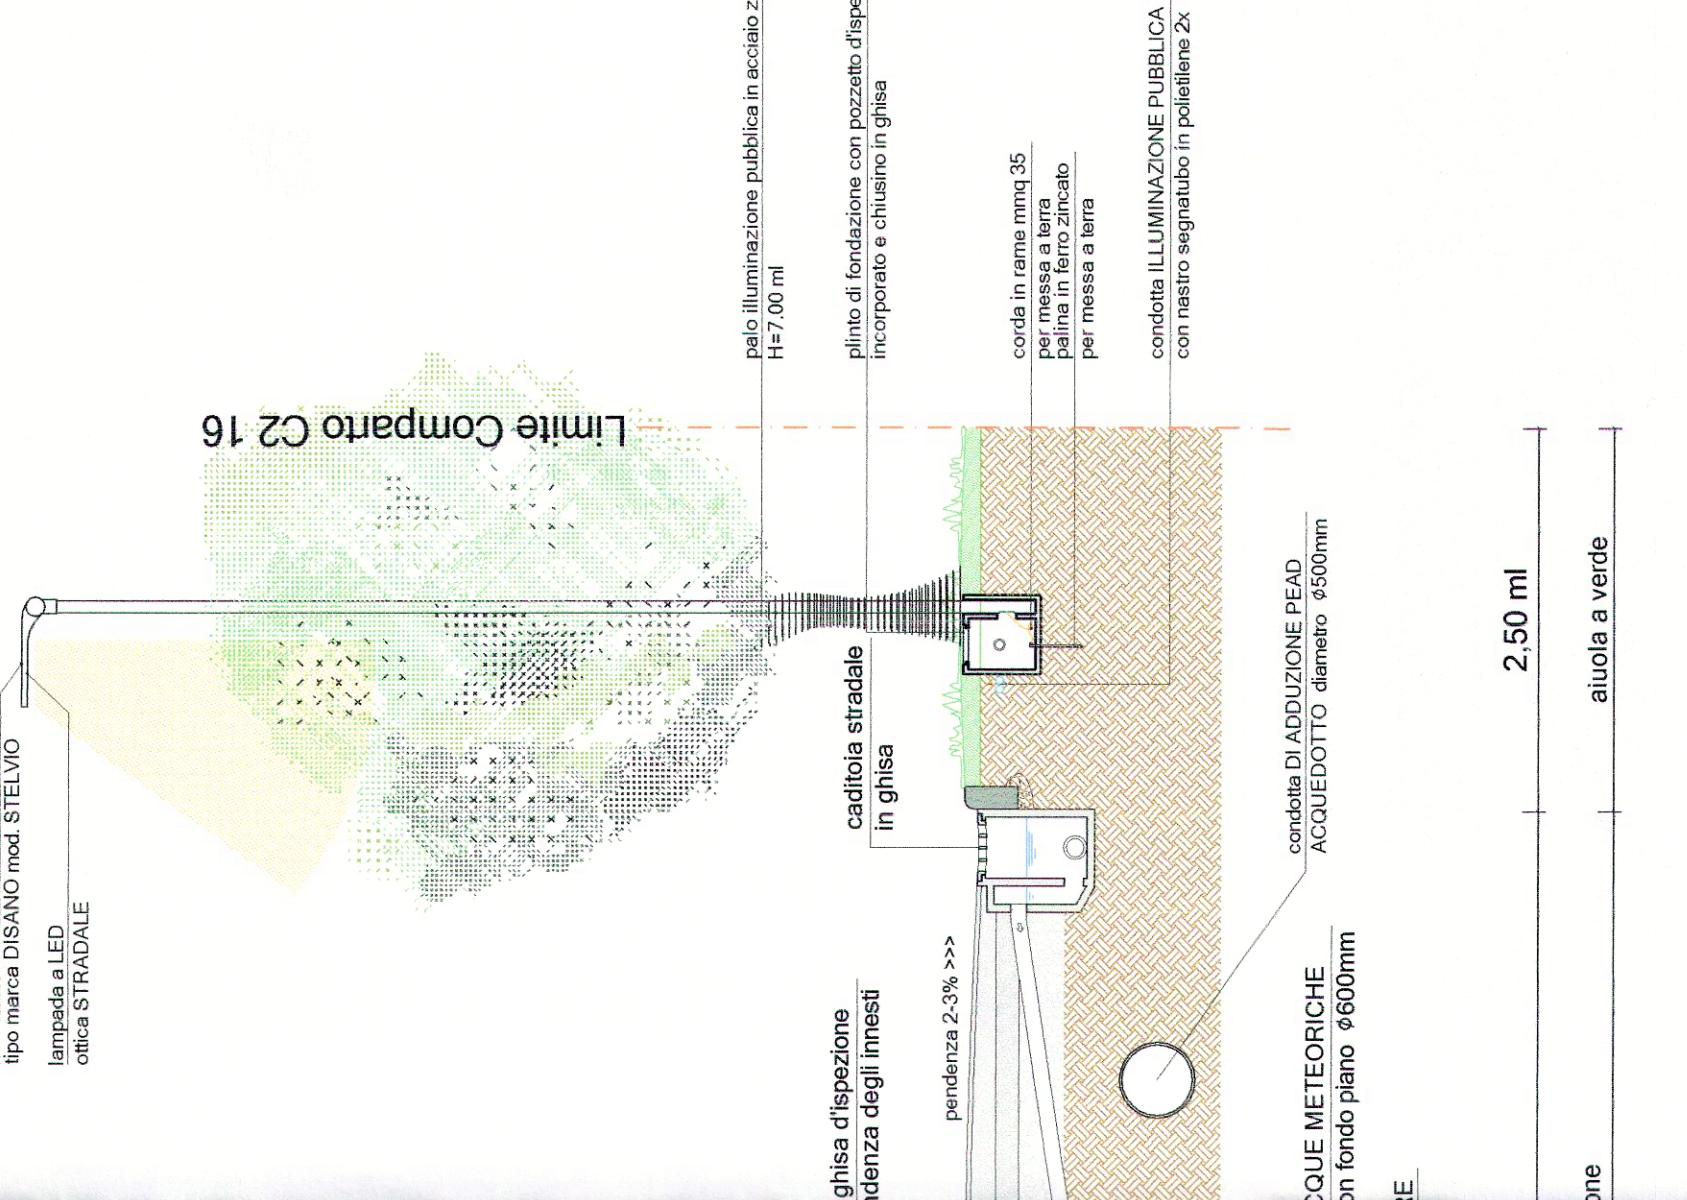 tipo marca DISANO mod. STELVIO
lampada a LED
ottica STRADALE
Limite Comparto C2 16
palo illuminazione pubblica in acciaio z
H=7.00 ml
plinto di fondazione con pozzetto d'ispe
incorporato e chiusino in ghisa
corda in rame mmq 35
per messa a terra
palina in ferro zincato
per messa a terra
condotta ILLUMINAZIONE PUBBLICA
con nastro segnatubo in polietilene 2x
caditoia stradale
in ghisa
ghisa d'ispezione
ndenza degli innesti
pendenza 2-3% >>>
condotta DI ADDUZIONE PEAD
ACQUEDOTTO diametro ϕ500mm
CQUE METEORICHE
on fondo piano ϕ600mm
RE
2,50 ml
aiuola a verde
one